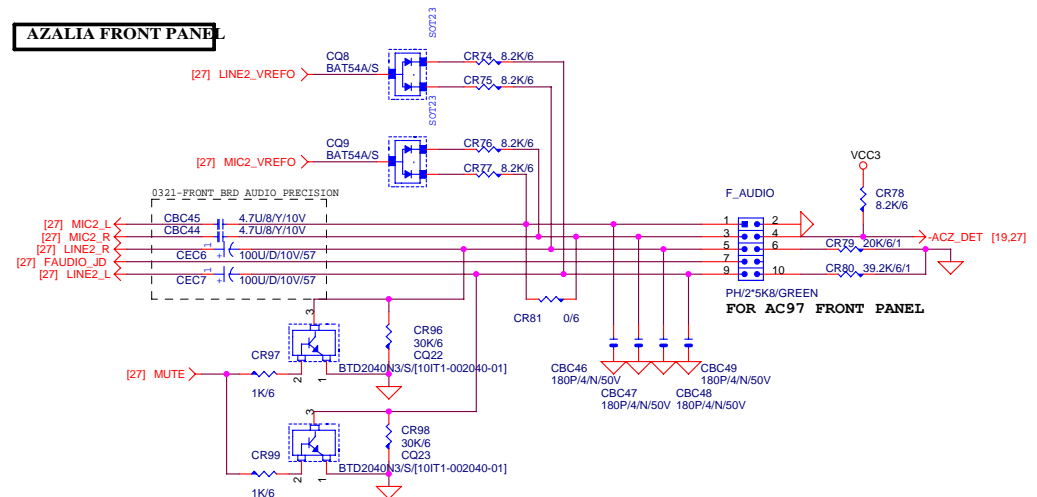 AZALIA FRONT PANEL
SOT23
CQ8
BAT54A/S
CR74 8.2K/6
[27] LINE2_VREFO
CR75 8.2K/6
SOT23
CQ9
BAT54A/S
CR76 8.2K/6
[27] MIC2_VREFO
CR77 8.2K/6
VCC3
0321-FRONT BRD AUDIO PRECISION
F_AUDIO
CR78
8.2K/6
[27] MIC2_L
CBC45
4.7U/8/Y/10V
1
2
[27] MIC2_R
CBC44
4.7U/8/Y/10V
3
4
-ACZ_DET [19,27]
[27] LINE2_R
CEC6
1
+
100U/D/10V/57
5
6
CR79 20K/6/1
[27] FAUDIO_JD
7
[27] LINE2_L
CEC7
1
+
100U/D/10V/57
9
10
CR80 39.2K/6/1
PH/2*5K8/GREEN
FOR AC97 FRONT PANEL
CR81 0/6
3
CR96
30K/6
CQ22
BTD2040N3/S/[10IT1-002040-01]
CR97
[27] MUTE
2
1
1K/6
CBC46
180P/4/N/50V
CBC49
180P/4/N/50V
CBC47
180P/4/N/50V
CBC48
180P/4/N/50V
3
CR98
30K/6
CQ23
BTD2040N3/S/[10IT1-002040-01]
CR99
2
1
1K/6